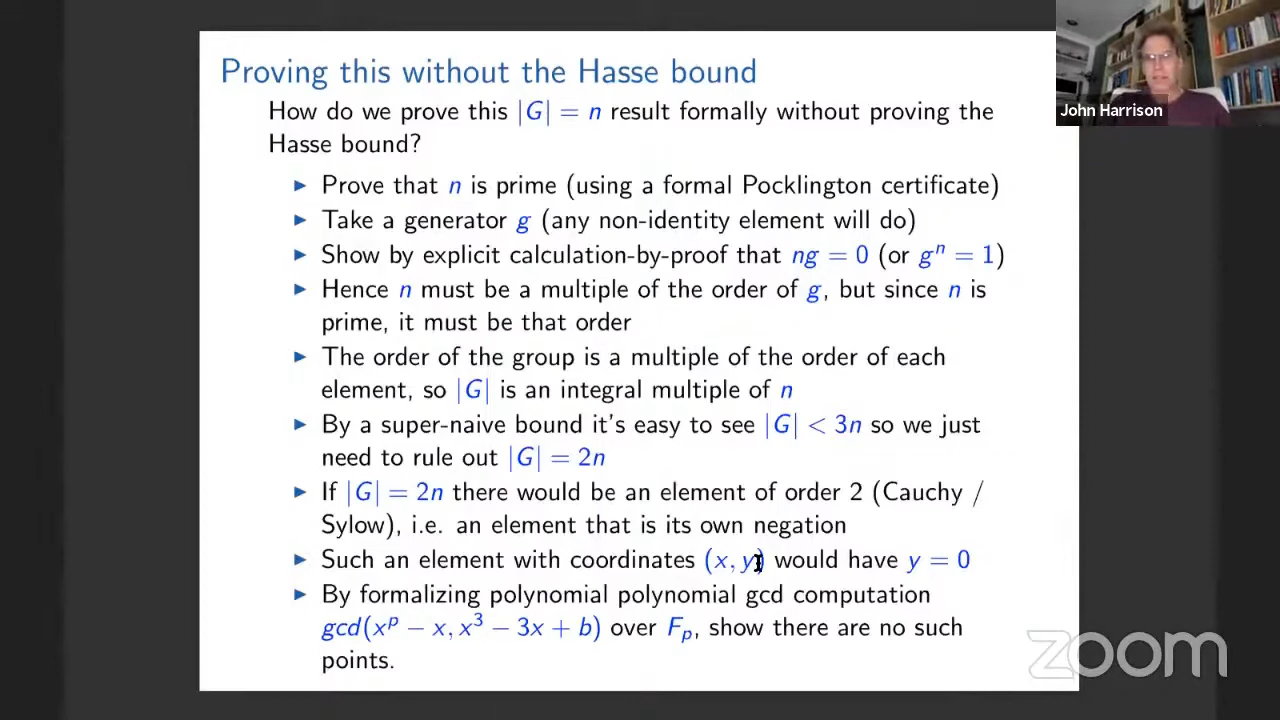 Proving this without the Hasse bound
How do we prove this |G| = n result formally without proving the
Hasse bound?
▶ Prove that n is prime (using a formal Pocklington certificate)
▶ Take a generator g (any non-identity element will do)
▶ Show by explicit calculation-by-proof that ng = 0 (or gⁿ = 1)
▶ Hence n must be a multiple of the order of g, but since n is
prime, it must be that order
▶ The order of the group is a multiple of the order of each
element, so |G| is an integral multiple of n
▶ By a super-naive bound it's easy to see |G| < 3n so we just
need to rule out |G| = 2n
▶ If |G| = 2n there would be an element of order 2 (Cauchy /
Sylow), i.e. an element that is its own negation
▶ Such an element with coordinates (x, y) would have y = 0
▶ By formalizing polynomial polynomial gcd computation
gcd(xᵖ − x, x³ − 3x + b) over Fₚ, show there are no such
points.
John Harrison
zoom